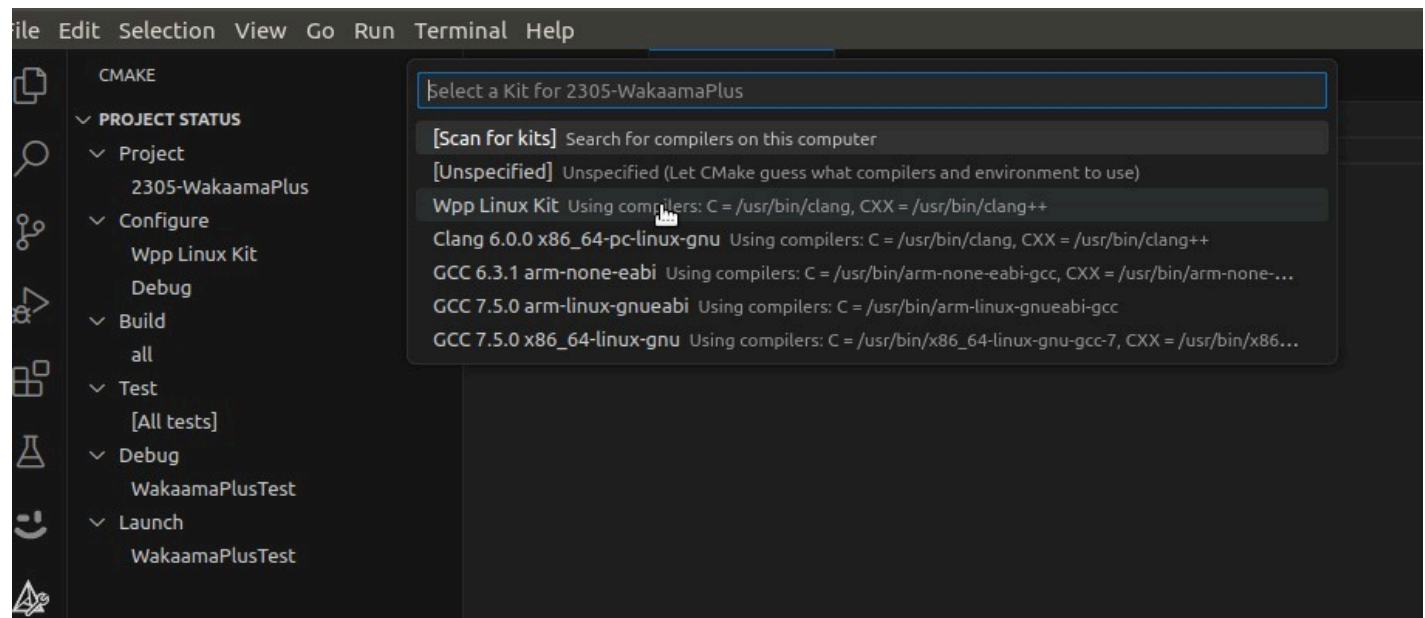 File Edit Selection View Go Run Terminal Help
CMAKE
PROJECT STATUS
Project
2305-WakaamaPlus
Configure
Wpp Linux Kit
Debug
Build
all
Test
[All tests]
Debug
WakaamaPlusTest
Launch
WakaamaPlusTest
Select a Kit for 2305-WakaamaPlus
[Scan for kits] Search for compilers on this computer
[Unspecified] Unspecified (Let CMake guess what compilers and environment to use)
Wpp Linux Kit Using compilers: C = /usr/bin/clang, CXX = /usr/bin/clang++
Clang 6.0.0 x86_64-pc-linux-gnu Using compilers: C = /usr/bin/clang, CXX = /usr/bin/clang++
GCC 6.3.1 arm-none-eabi Using compilers: C = /usr/bin/arm-none-eabi-gcc, CXX = /usr/bin/arm-none-...
GCC 7.5.0 arm-linux-gnueabi Using compilers: C = /usr/bin/arm-linux-gnueabi-gcc
GCC 7.5.0 x86_64-linux-gnu Using compilers: C = /usr/bin/x86_64-linux-gnu-gcc-7, CXX = /usr/bin/x86...